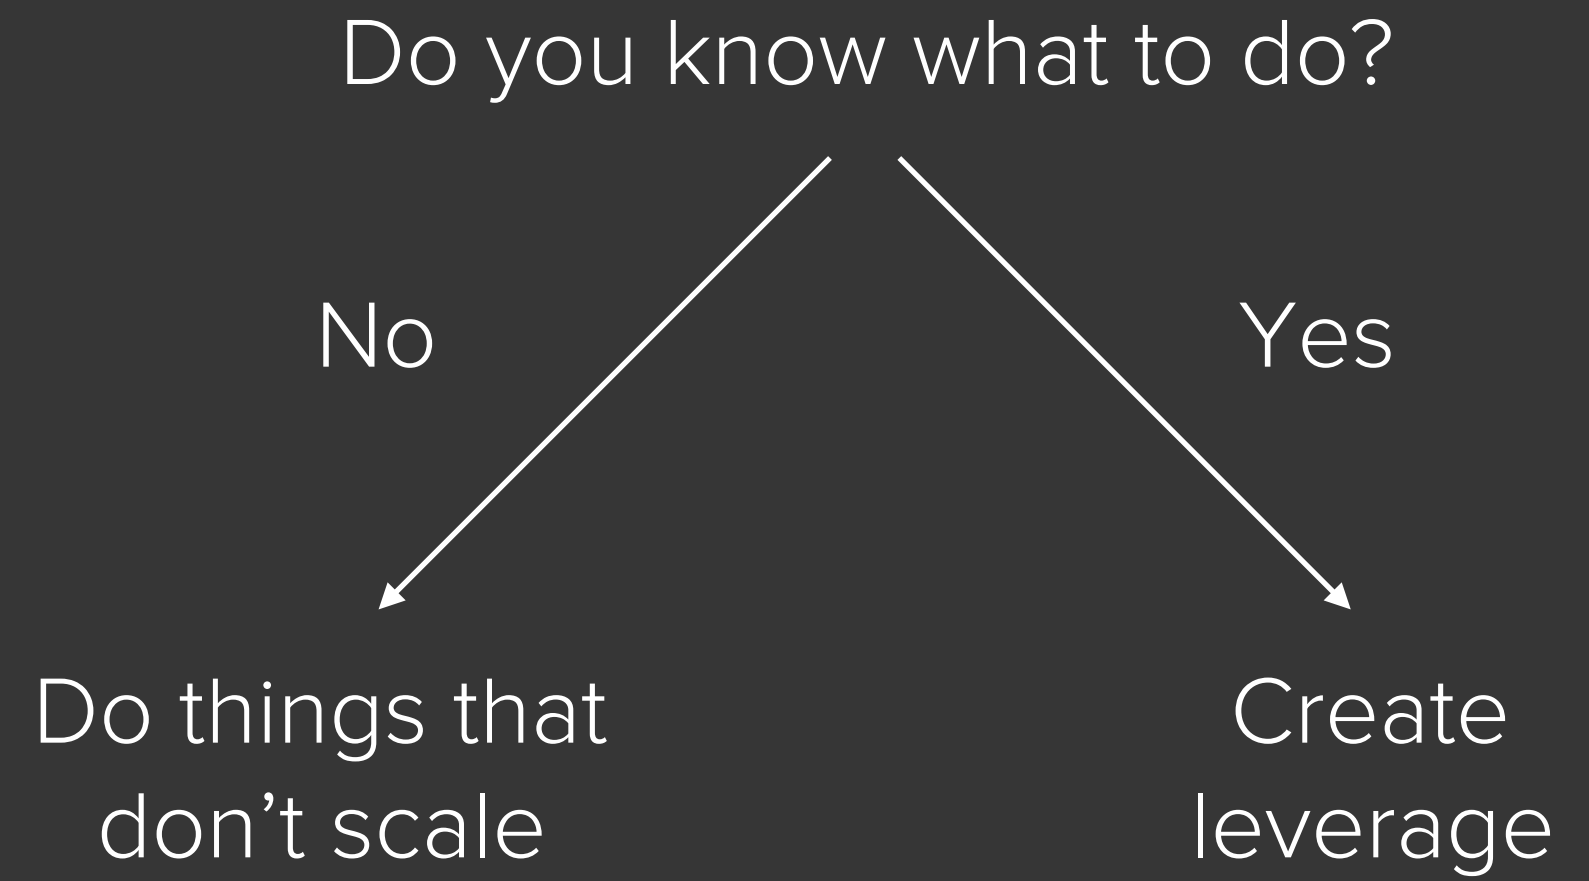 Do you know what to do?
No
Yes
Do things that
don’t scale
Create
leverage